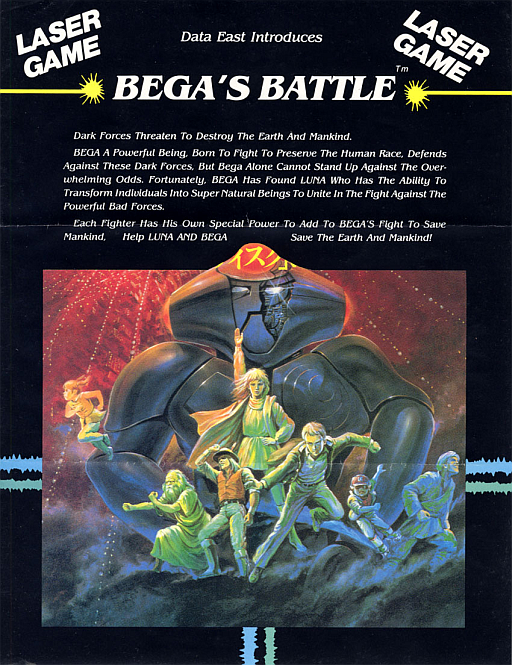 LASER
GAME
Data East Introduces
LASER
GAME
BEGA'S BATTLE™
Dark Forces Threaten To Destroy The Earth And Mankind.
BEGA A Powerful Being, Born To Fight To Preserve The Human Race, Defends
Against These Dark Forces, But Bega Alone Cannot Stand Up Against The Over-
whelming Odds. Fortunately, BEGA Has Found LUNA Who Has The Ability To
Transform Individuals Into Super Natural Beings To Unite In The Fight Against The
Powerful Bad Forces.
Each Fighter Has His Own Special Power To Add To BEGA'S Fight To Save
Mankind, Help LUNA AND BEGA Save The Earth And Mankind!